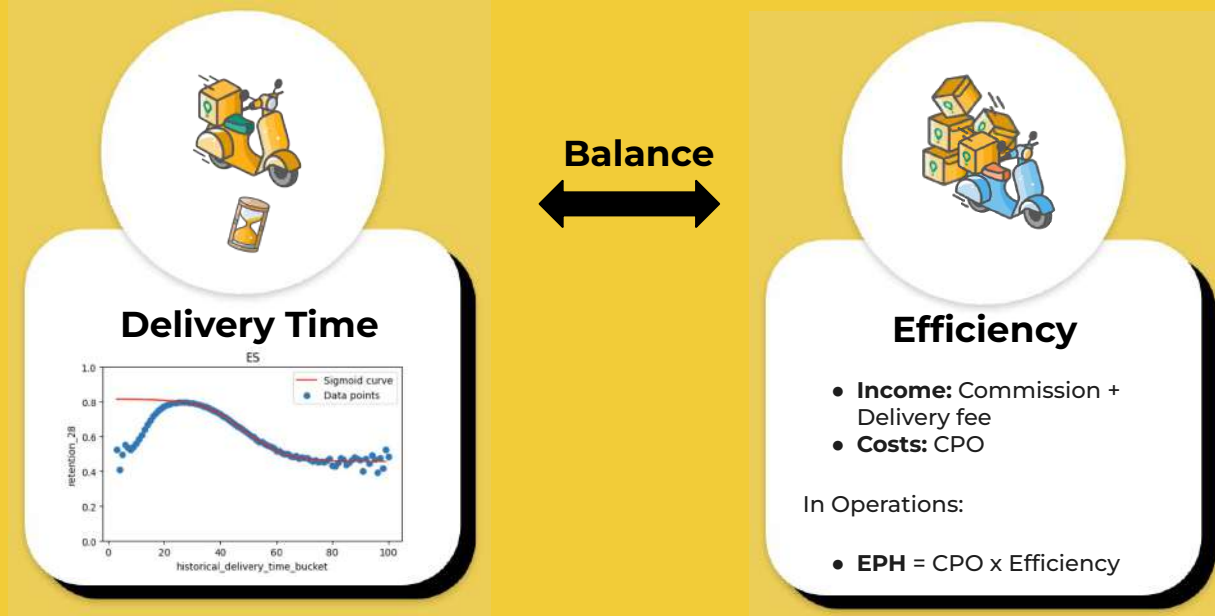 Balance
Delivery Time
ES
1.0
0.8
0.6
0.4
0.2
0.0
retention_28
Sigmoid curve
Data points
0 20 40 60 80 100
historical_delivery_time_bucket
Efficiency
● Income: Commission +
Delivery fee
● Costs: CPO
In Operations:
● EPH = CPO x Efficiency